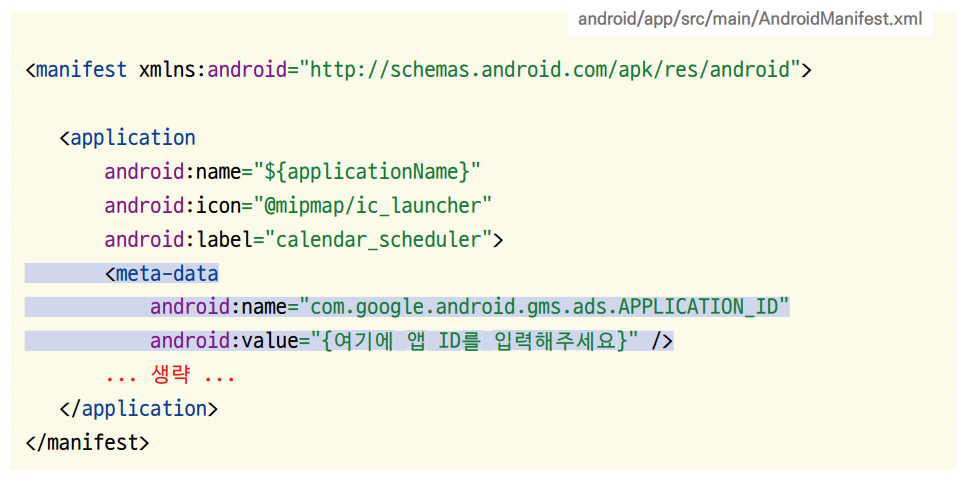 android/app/src/main/AndroidManifest.xml
<manifest xmlns:android="http://schemas.android.com/apk/res/android">
<application
android:name="${applicationName}"
android:icon="@mipmap/ic_launcher"
android:label="calendar_scheduler">
<meta-data
android:name="com.google.android.gms.ads.APPLICATION_ID"
android:value="{여기에 앱 ID를 입력해주세요}" />
... 생략 ...
</application>
</manifest>